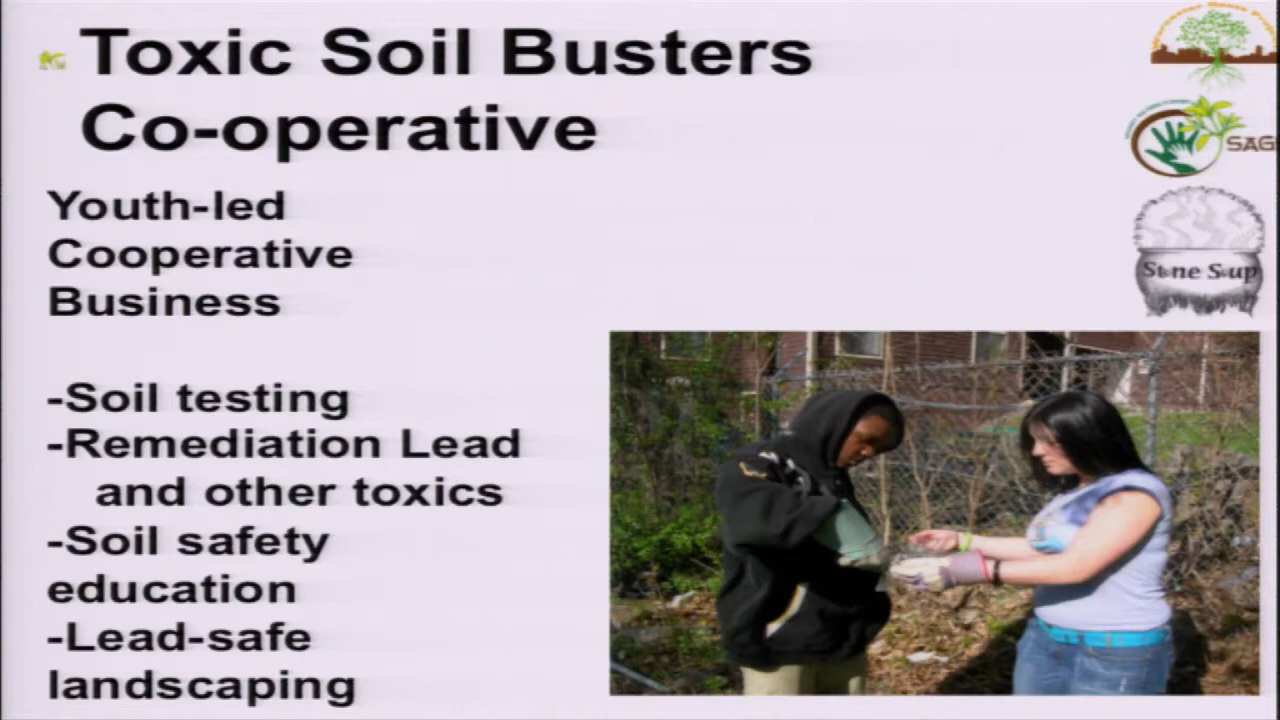 Toxic Soil Busters
Co-operative
Youth-led
Cooperative
Business
-Soil testing
-Remediation Lead
and other toxics
-Soil safety
education
-Lead-safe
landscaping
SAG
Stone Soup